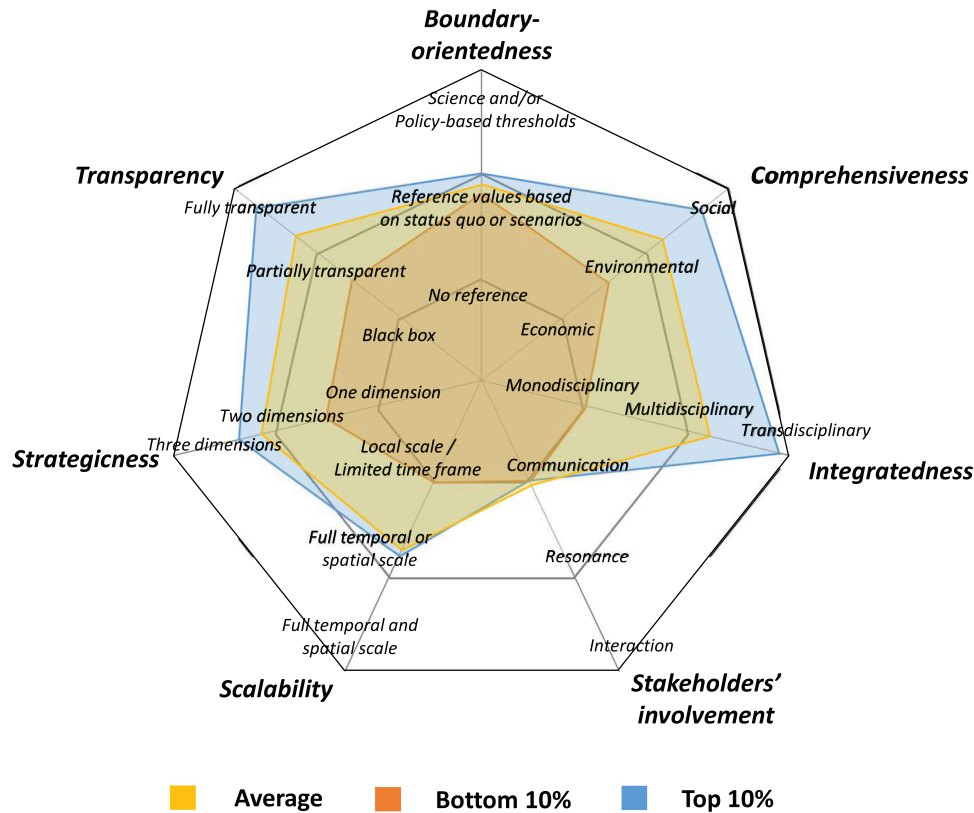 Boundary-
orientedness
Science and/or
Policy-based thresholds
Transparency
Comprehensiveness
Fully transparent
Social
Reference values based
on status quo or scenarios
Partially transparent
Environmental
No reference
Black box
Economic
One dimension
Monodisciplinary
Two dimensions
Multidisciplinary
Three dimensions
Transdisciplinary
Strategicness
Integratedness
Local scale /
Limited time frame
Communication
Full temporal or
spatial scale
Resonance
Full temporal and
spatial scale
Interaction
Scalability
Stakeholders’
involvement
Average
Bottom 10%
Top 10%